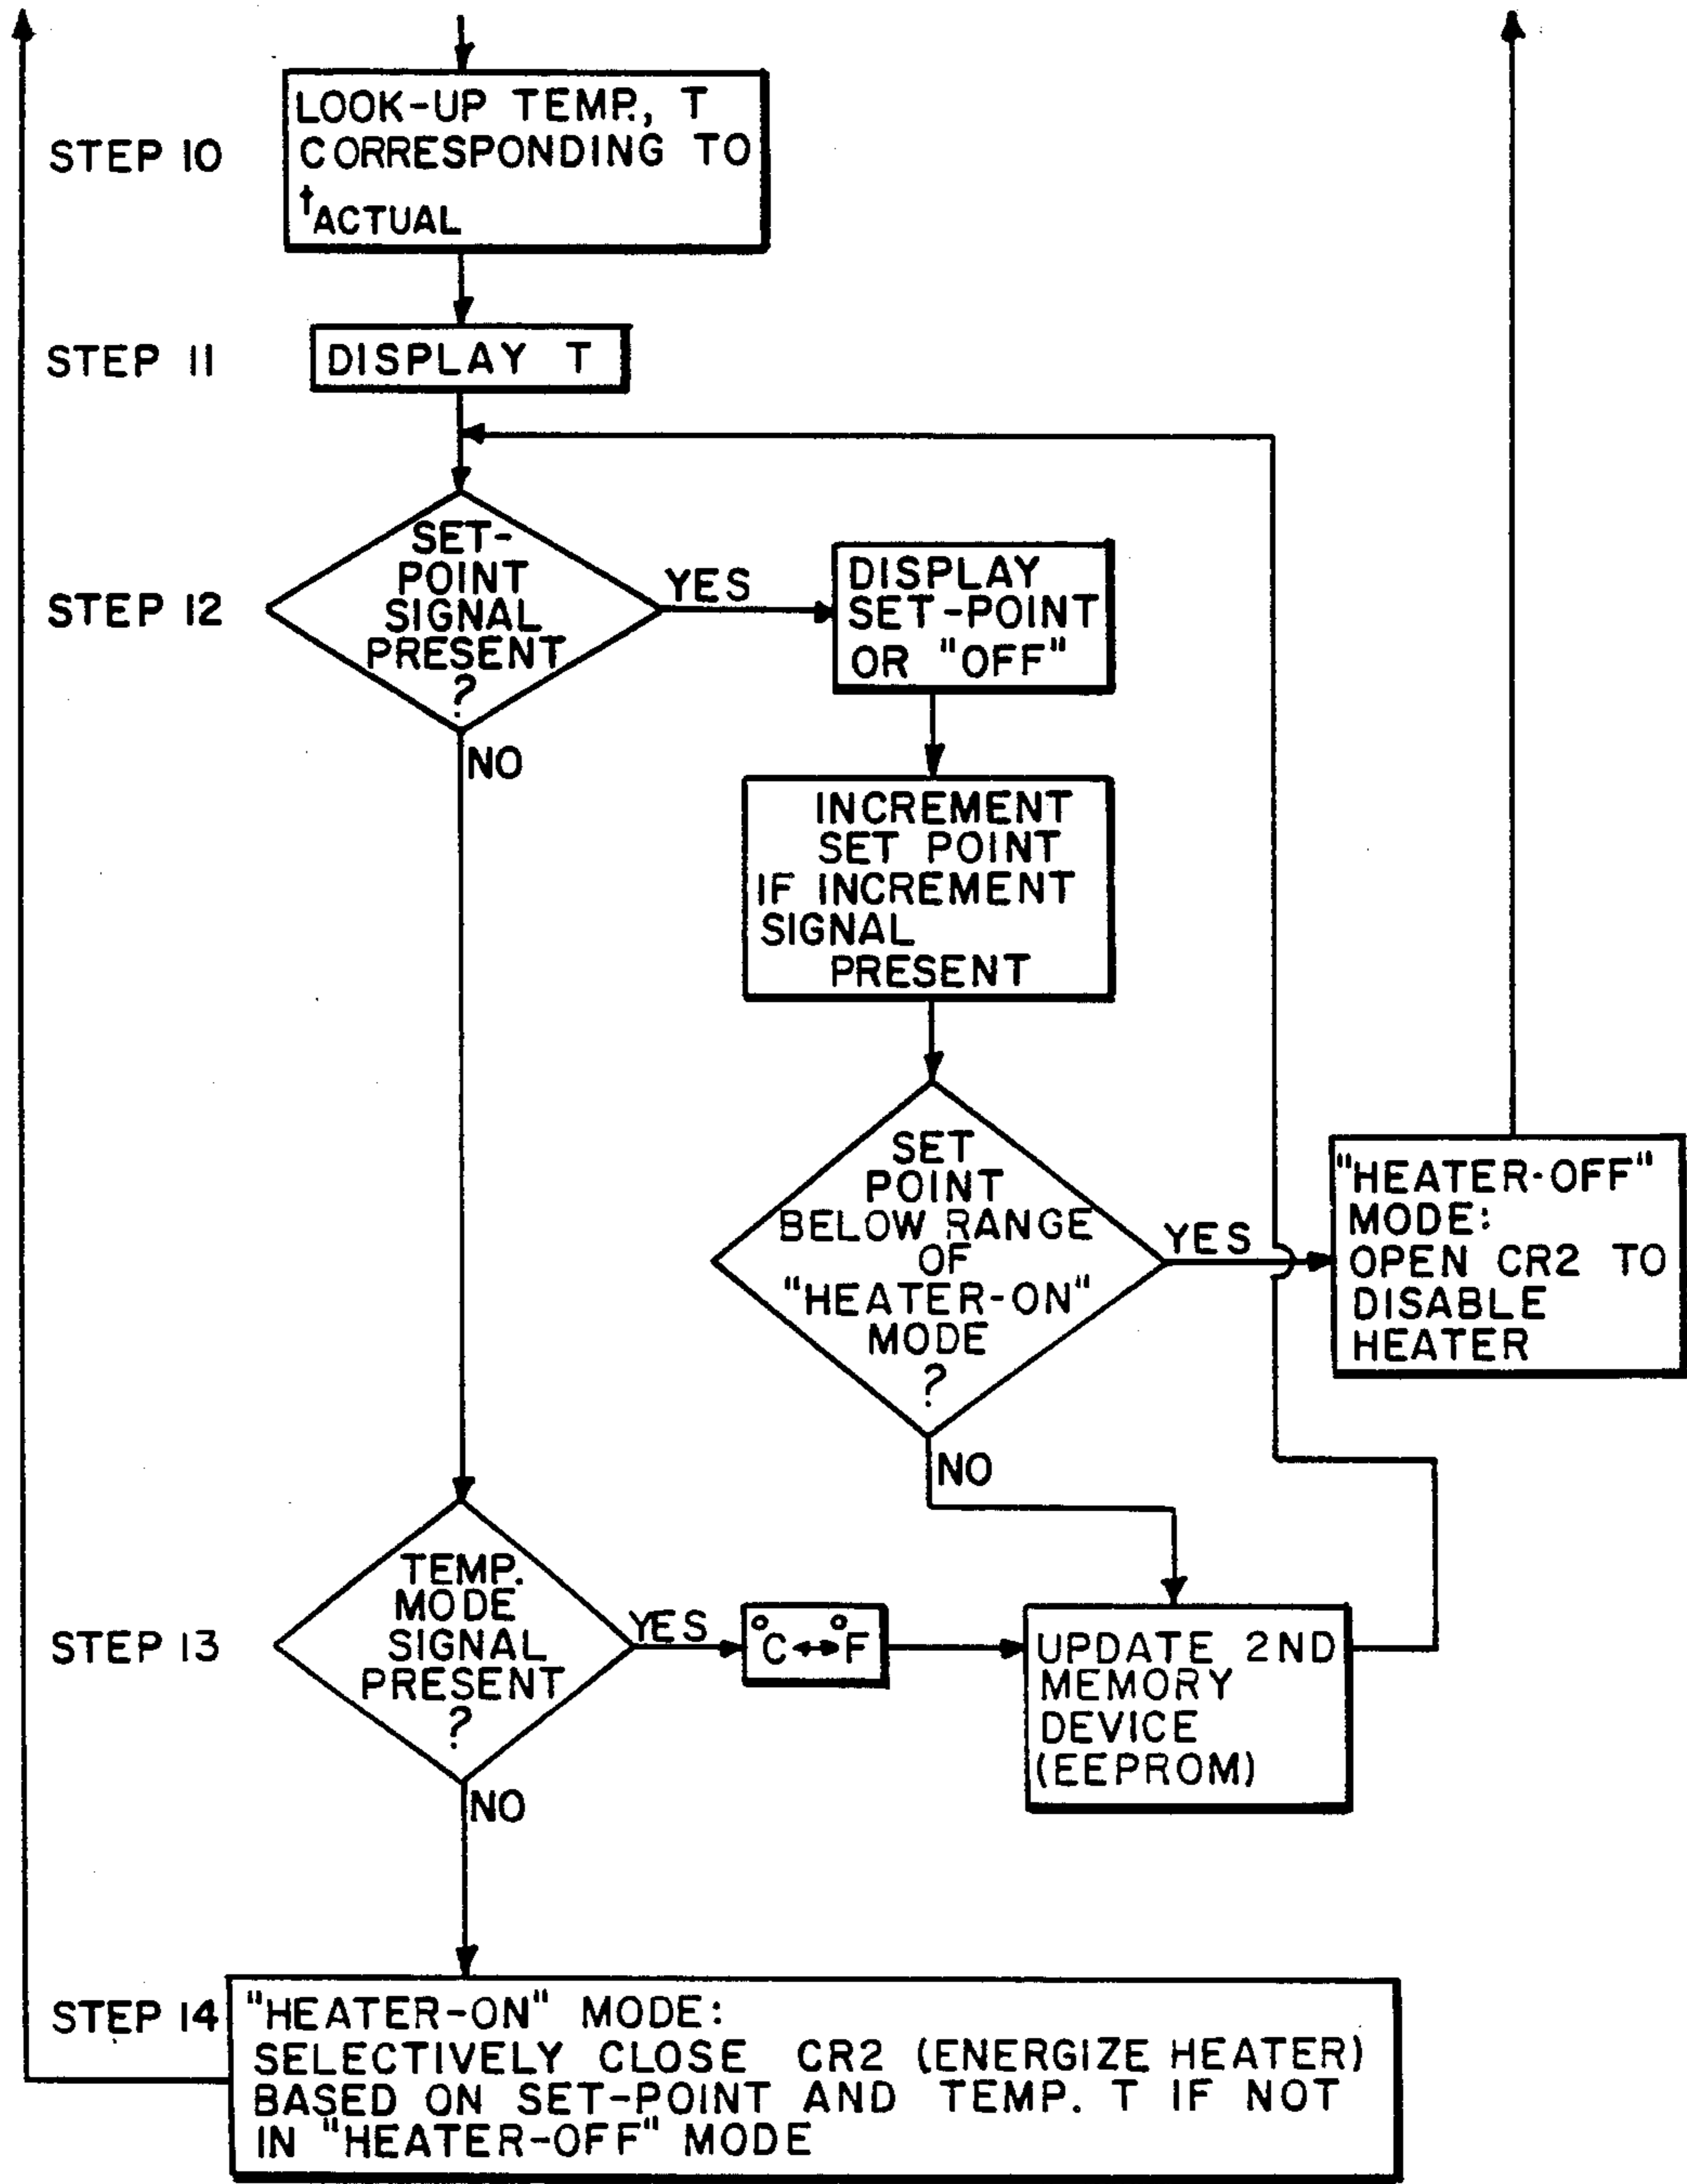 STEP 10
LOOK-UP TEMP., T
CORRESPONDING TO
tACTUAL
STEP 11
DISPLAY T
STEP 12
SET-
POINT
SIGNAL
PRESENT
?
YES
NO
DISPLAY
SET-POINT
OR "OFF"
INCREMENT
SET POINT
IF INCREMENT
SIGNAL
PRESENT
SET
POINT
BELOW RANGE
OF
"HEATER-ON"
MODE
?
YES
NO
"HEATER-OFF"
MODE:
OPEN CR2 TO
DISABLE
HEATER
STEP 13
TEMP.
MODE
SIGNAL
PRESENT
?
YES
NO
°C↔°F
UPDATE 2ND
MEMORY
DEVICE
(EEPROM)
STEP 14
"HEATER-ON" MODE:
SELECTIVELY CLOSE CR2 (ENERGIZE HEATER)
BASED ON SET-POINT AND TEMP. T IF NOT
IN "HEATER-OFF" MODE